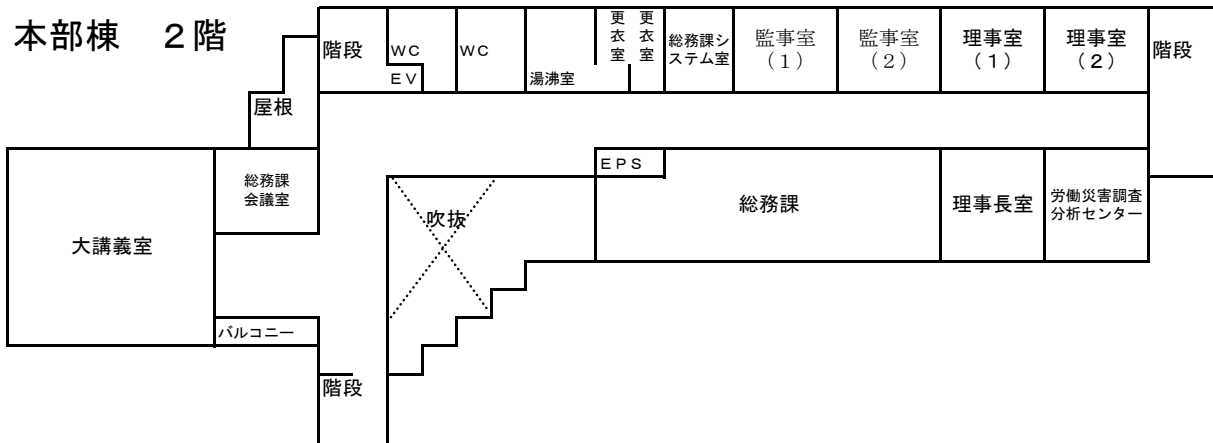 本部棟　２階
階段
ＷＣ
ＥＶ
ＷＣ
湯沸室
更衣室
更衣室
総務課シ
ステム室
監事室
（１）
監事室
（２）
理事室
（１）
理事室
（２）
階段
屋根
大講義室
総務課
会議室
バルコニー
吹抜
ＥＰＳ
総務課
理事長室
労働災害調査
分析センター
階段